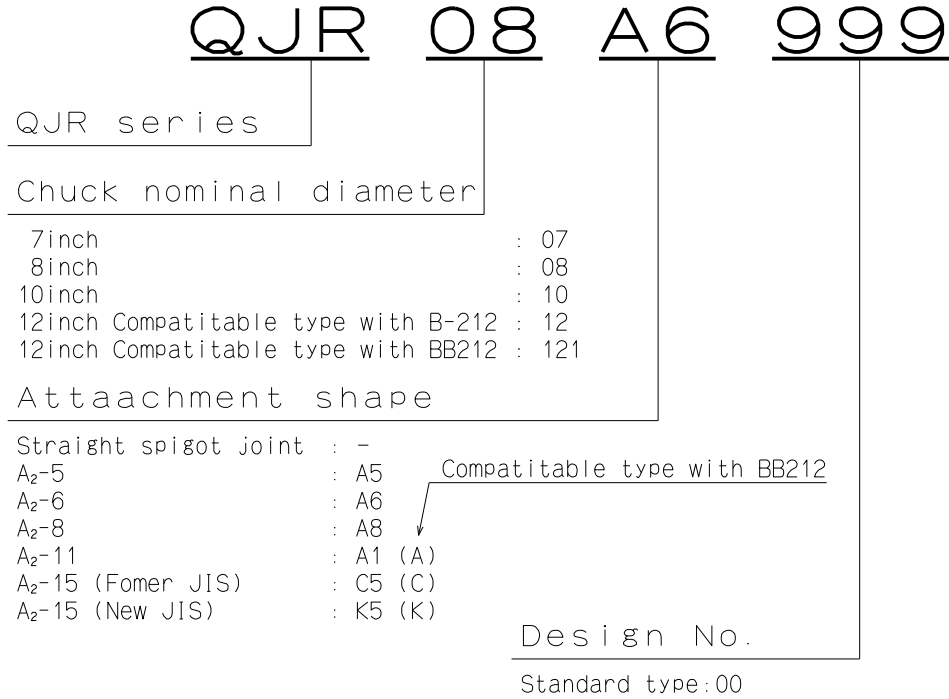 QJR 08 A6 999
QJR series
Chuck nominal diameter
7inch : 07
8inch : 08
10inch : 10
12inch Compatitable type with B-212 : 12
12inch Compatitable type with BB212 : 121
Attaachment shape
Straight spigot joint : -
A₂-5 : A5
Compatitable type with BB212
A₂-6 : A6
A₂-8 : A8
A₂-11 : A1 (A)
A₂-15 (Fomer JIS) : C5 (C)
A₂-15 (New JIS) : K5 (K)
Design No.
Standard type:00